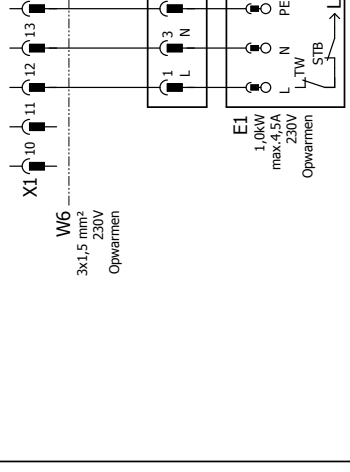 X1
10
11
12
13
W6
3x1,5 mm²
230V
Opwarmen
1
L
3
N
E1
1,0kW
max.4,5A
230V
Opwarmen
L
N
PE
TW
STB
L